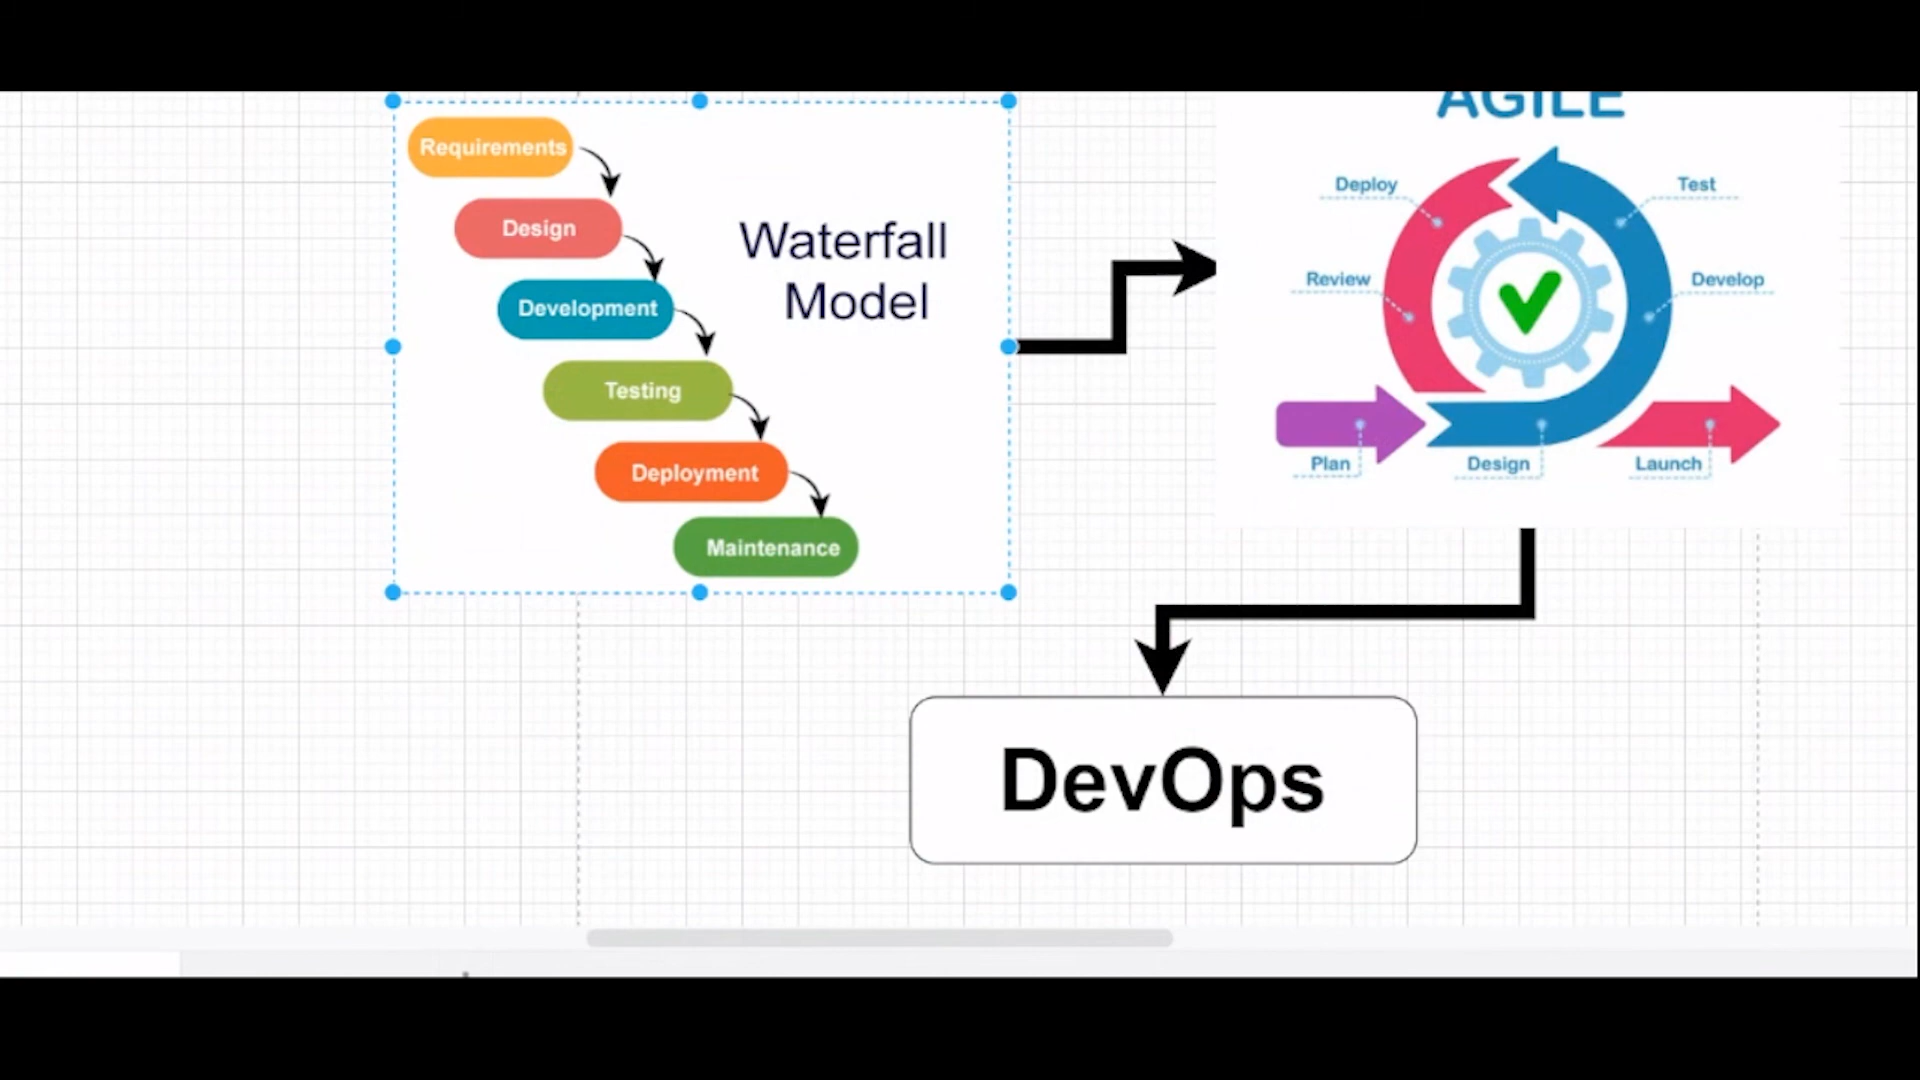 Requirements
Design
Development
Testing
Deployment
Maintenance
Waterfall
Model
AGILE
Deploy
Test
Review
Develop
Plan
Design
Launch
DevOps